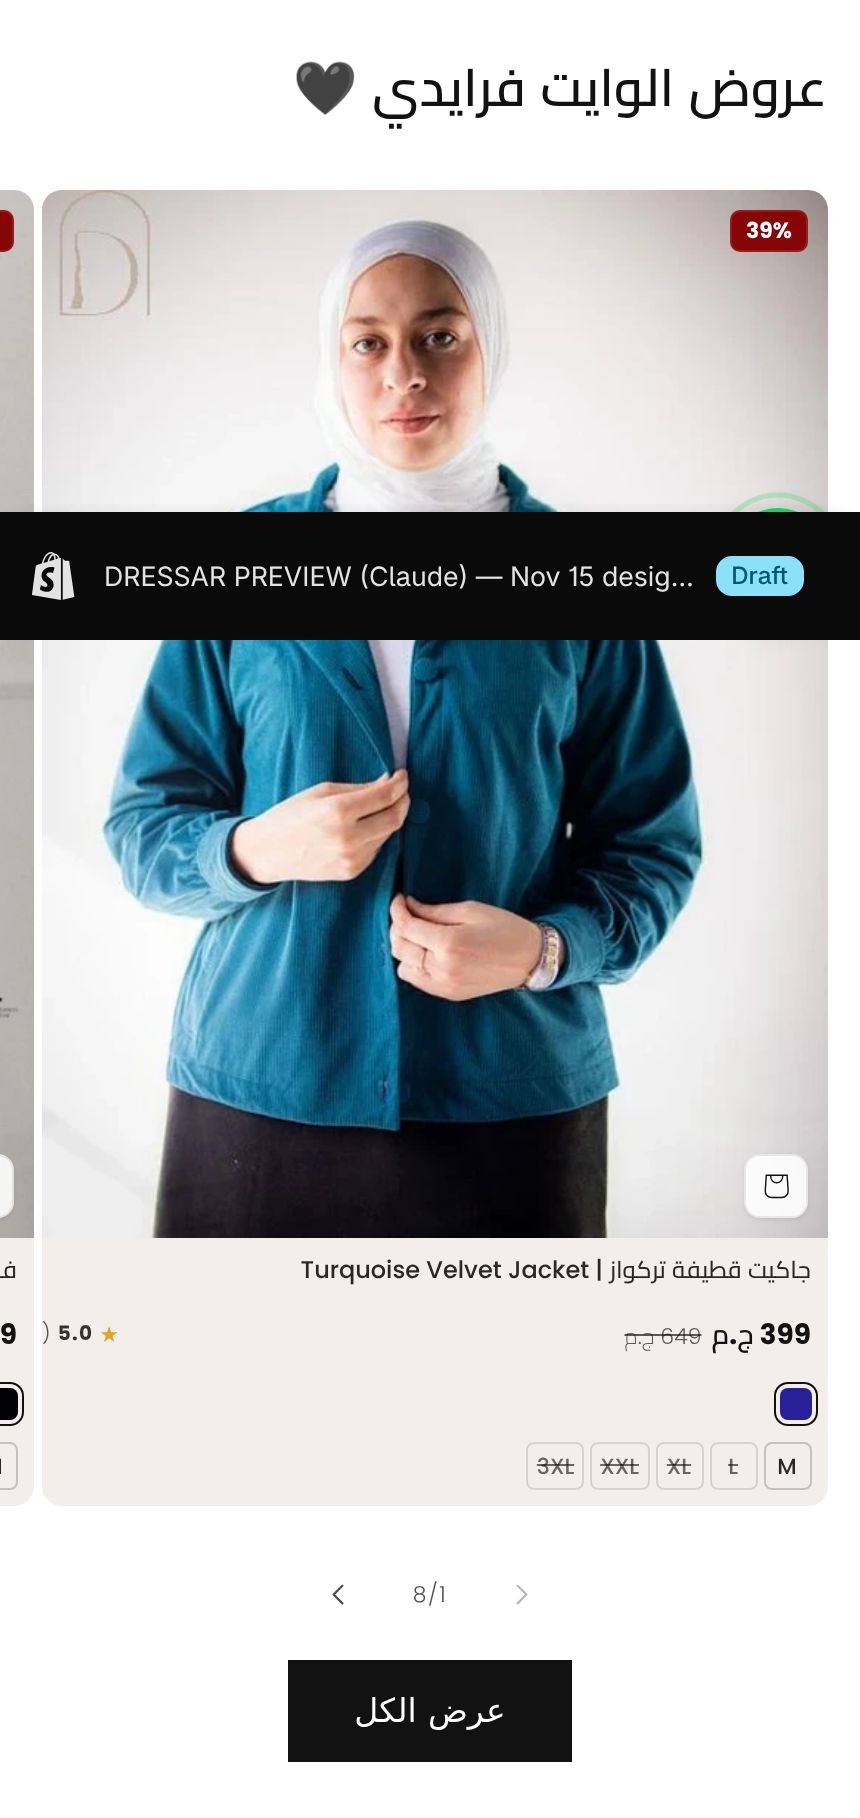 عروض الوايت فرايدي 🖤
39%
D
DRESSAR PREVIEW (Claude) — Nov 15 desig...
Draft
جاكيت قطيفة تركواز | Turquoise Velvet Jacket
399 ج.م 649 ج.م
★ 5.0 (
M L XL XXL 3XL
8/1
عرض الكل